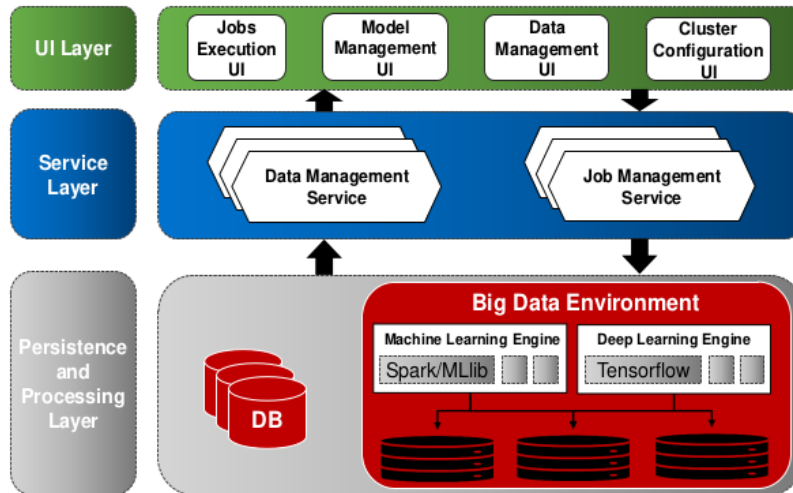 UI Layer
Jobs
Execution
UI
Model
Management
UI
Data
Management
UI
Cluster
Configuration
UI
Service
Layer
Data Management
Service
Job Management
Service
Persistence
and
Processing
Layer
DB
Big Data Environment
Machine Learning Engine
Spark/MLlib
Deep Learning Engine
Tensorflow